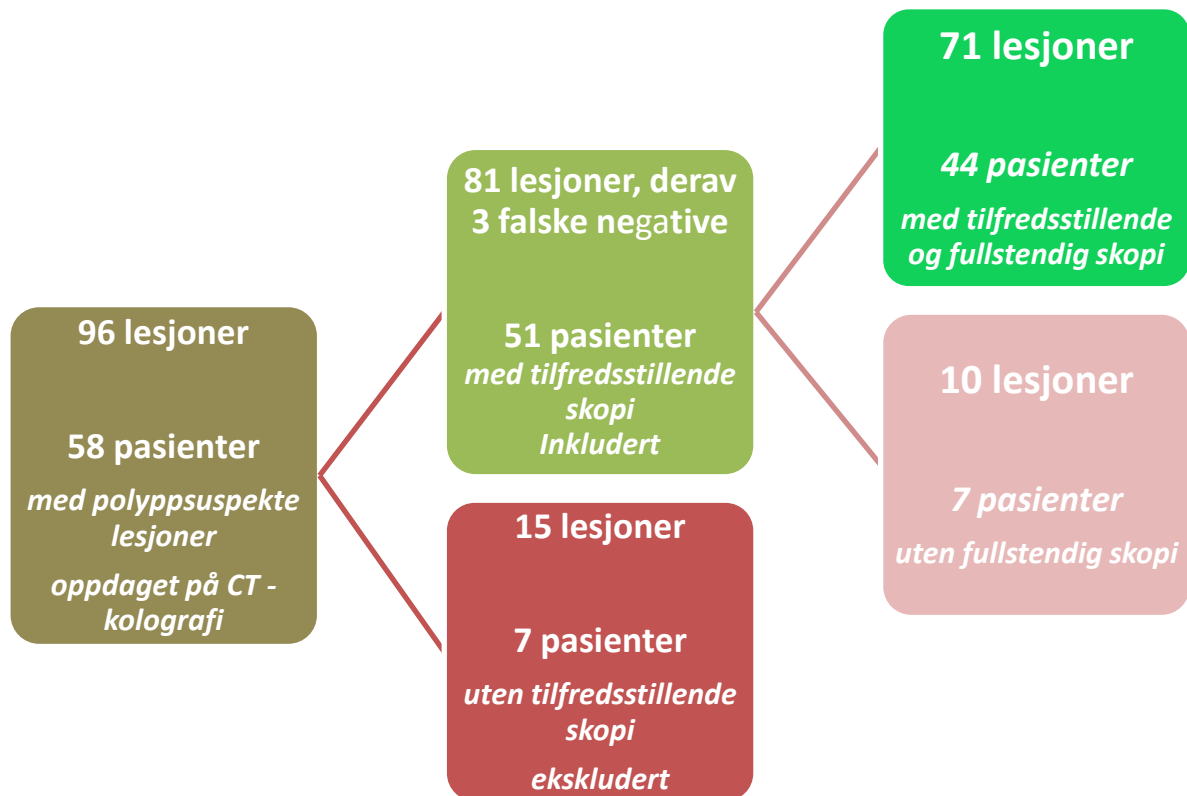 96 lesjoner
58 pasienter
med polyppsuspekte
lesjoner
oppdaget på CT -
kolografi
81 lesjoner, derav
3 falske negative
51 pasienter
med tilfredsstillende
skopi
Inkludert
15 lesjoner
7 pasienter
uten tilfredsstillende
skopi
ekskludert
71 lesjoner
44 pasienter
med tilfredsstillende
og fullstendig skopi
10 lesjoner
7 pasienter
uten fullstendig skopi